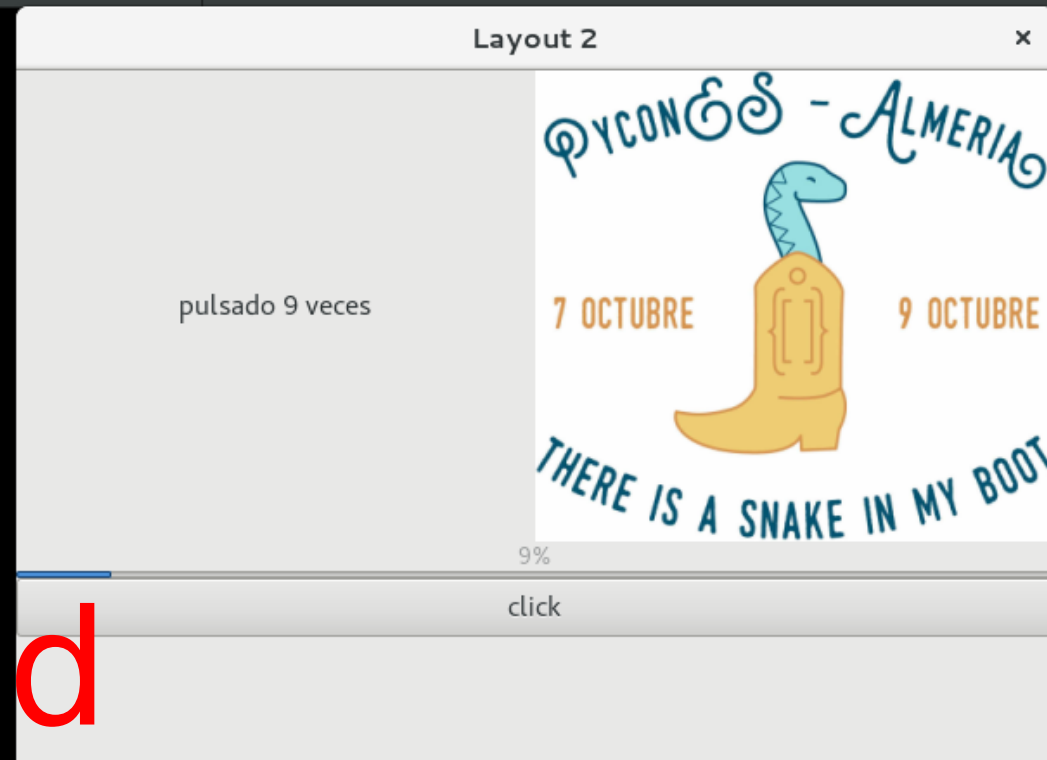 Layout 2 ×
PYCONES - ALMERIA
pulsado 9 veces
7 OCTUBRE 9 OCTUBRE
THERE IS A SNAKE IN MY BOOT
9%
click
d